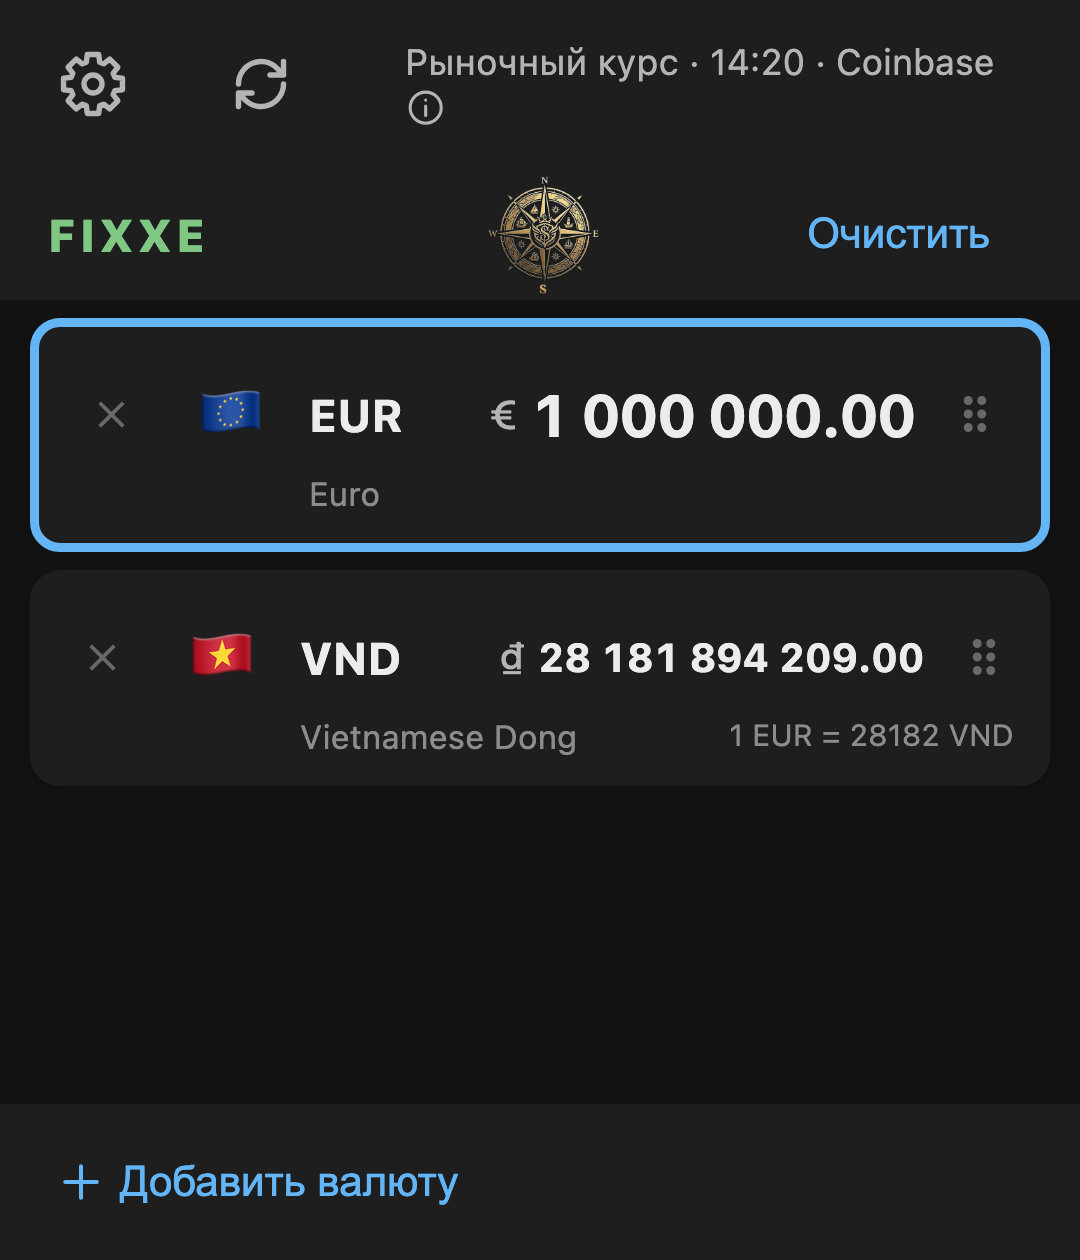 Рыночный курс · 14:20 · Coinbase
N
W E
S
FIXXE
Очистить
EUR € 1 000 000.00
Euro
VND ₫ 28 181 894 209.00
Vietnamese Dong 1 EUR = 28182 VND
+ Добавить валюту